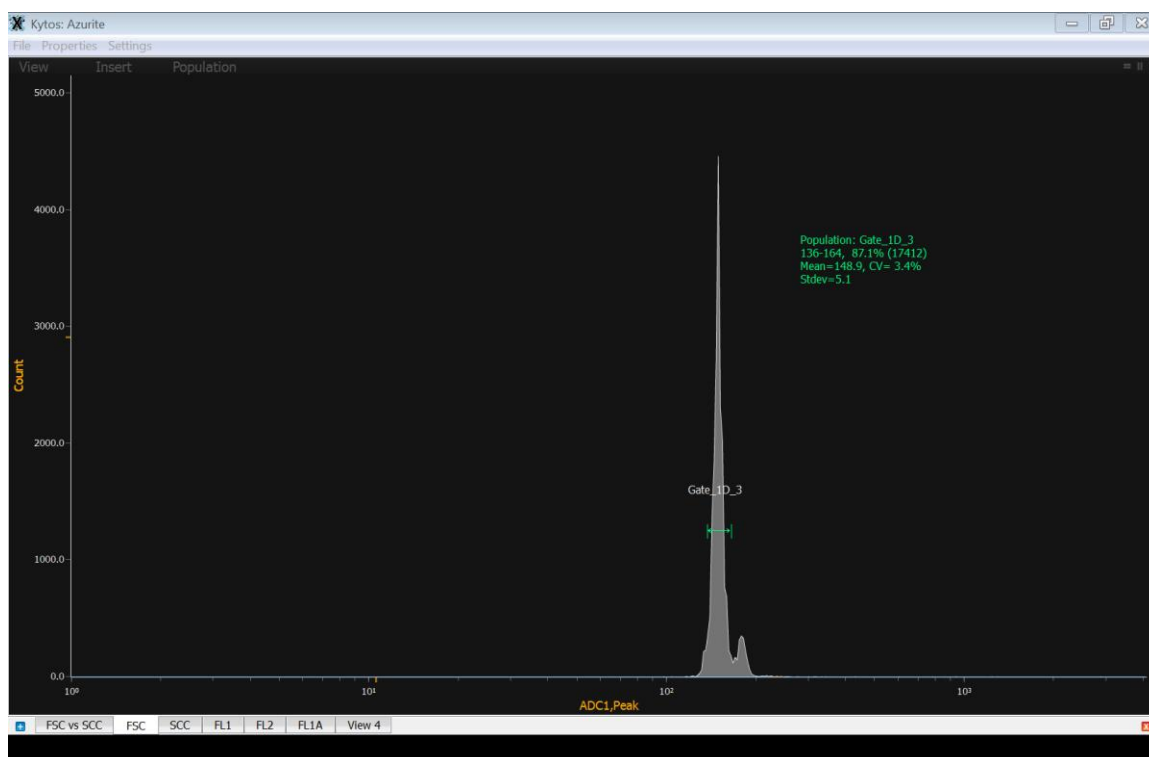 Kytos: Azurite
File Properties Settings
View Insert Population
5000.0
4000.0
3000.0
2000.0
1000.0
0.0
Count
Population: Gate_1D_3
136-164, 87.1% (17412)
Mean=148.9, CV= 3.4%
Stdev=5.1
Gate_1D_3
10⁰ 10¹ 10² 10³
ADC1,Peak
FSC vs SCC FSC SCC FL1 FL2 FL1A View 4